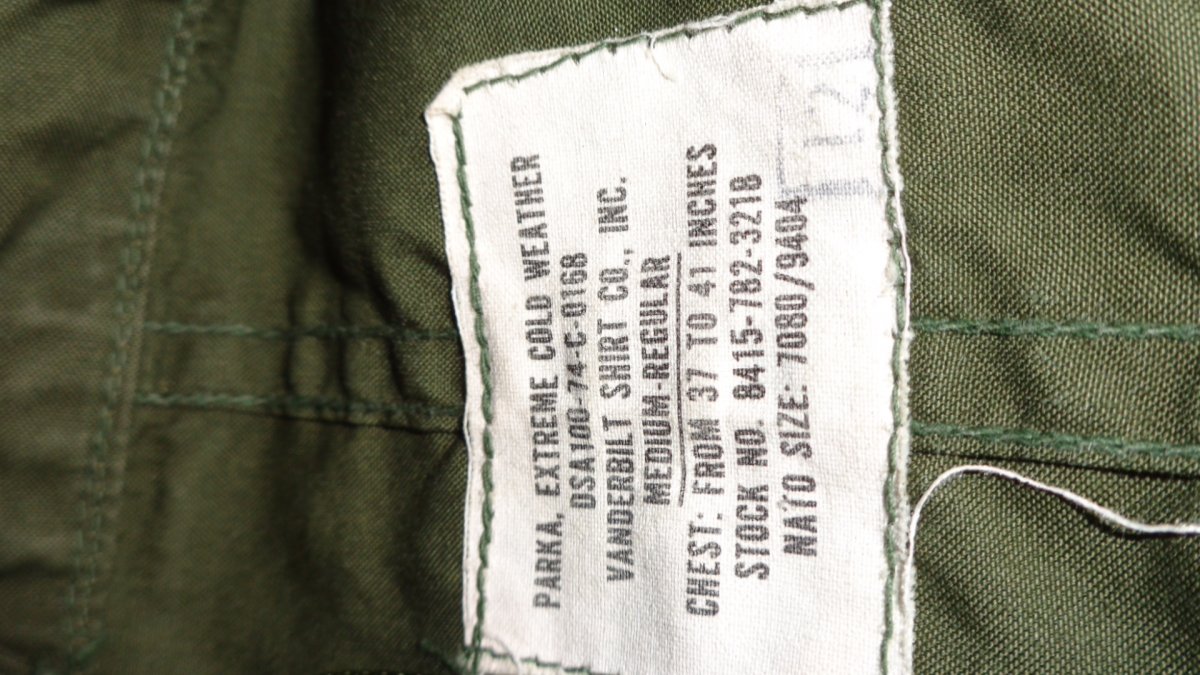 PARKA, EXTREME COLD WEATHER
DSA100-74-C-0168
VANDERBILT SHIRT CO., INC.
MEDIUM-REGULAR
CHEST: FROM 37 TO 41 INCHES
STOCK NO. 8415-782-3218
NATO SIZE: 7080/9404